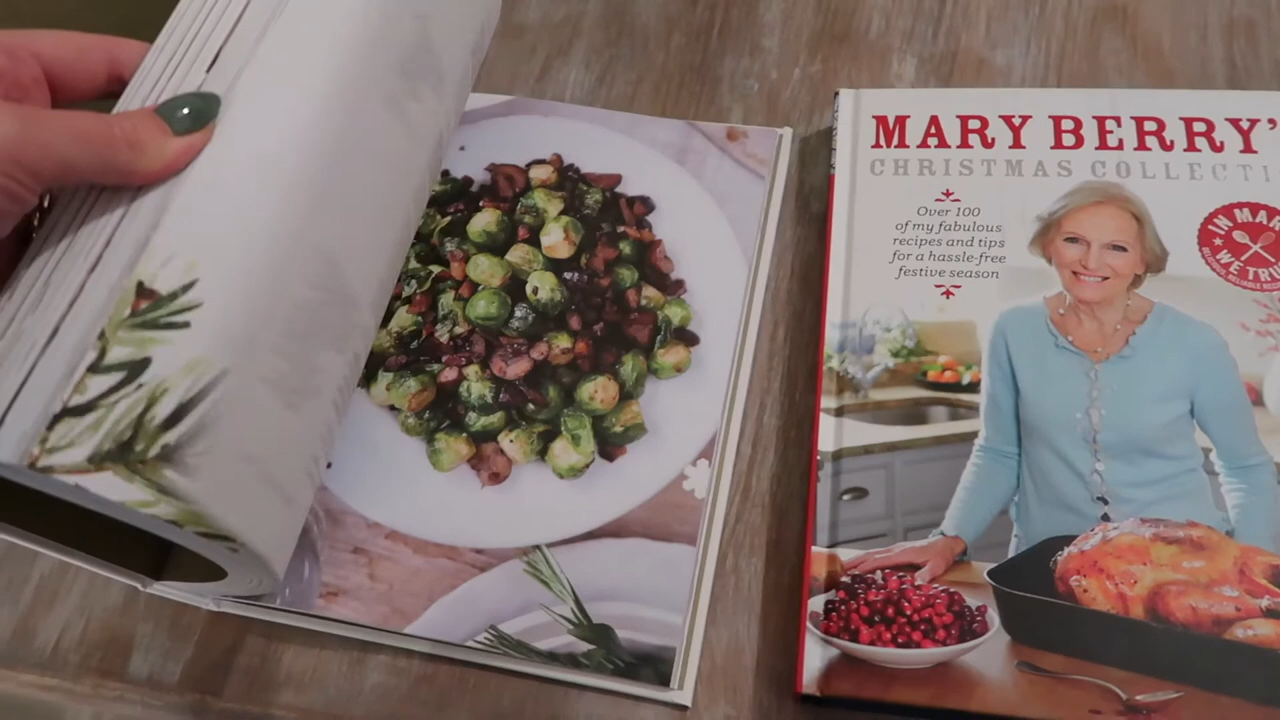 MARY BERRY'
CHRISTMAS COLLECTI
Over 100
of my fabulous
recipes and tips
for a hassle-free
festive season
IN MAR
WE TRU